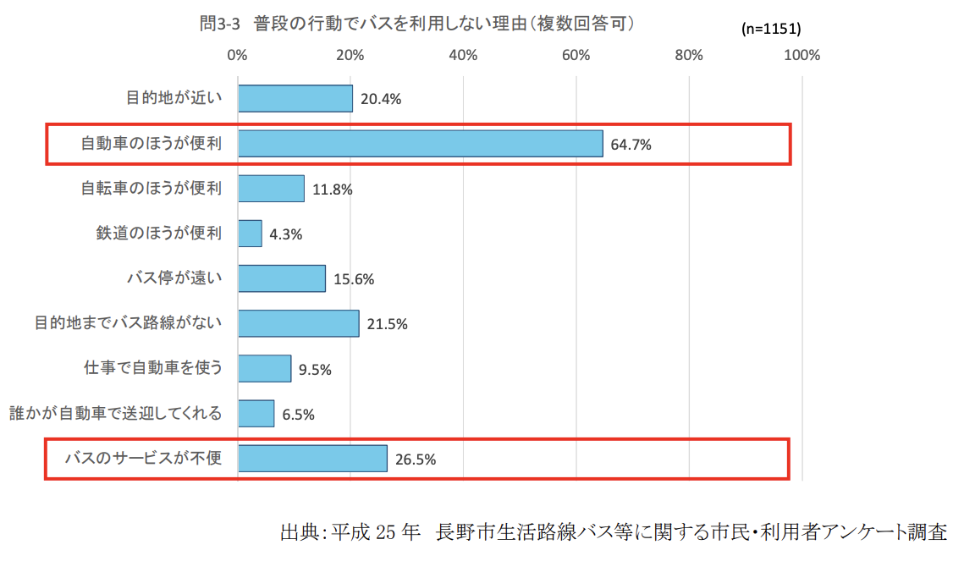 問3-3 普段の行動でバスを利用しない理由(複数回答可)
(n=1151)
0% 20% 40% 60% 80% 100%
目的地が近い 20.4%
自動車のほうが便利 64.7%
自転車のほうが便利 11.8%
鉄道のほうが便利 4.3%
バス停が遠い 15.6%
目的地までバス路線がない 21.5%
仕事で自動車を使う 9.5%
誰かが自動車で送迎してくれる 6.5%
バスのサービスが不便 26.5%
出典:平成 25 年 長野市生活路線バス等に関する市民・利用者アンケート調査